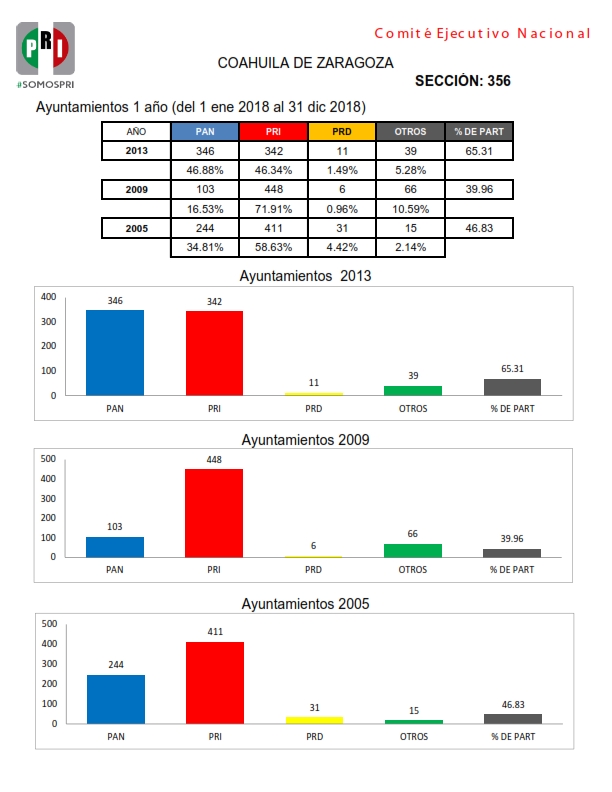 Comité Ejecutivo Nacional
PRI
#SOMOSPRI
COAHUILA DE ZARAGOZA
SECCIÓN: 356
Ayuntamientos 1 año (del 1 ene 2018 al 31 dic 2018)
AÑO PAN PRI PRD OTROS % DE PART
2013 346 342 11 39 65.31
46.88% 46.34% 1.49% 5.28%
2009 103 448 6 66 39.96
16.53% 71.91% 0.96% 10.59%
2005 244 411 31 15 46.83
34.81% 58.63% 4.42% 2.14%
Ayuntamientos 2013
400
300
200
100
0
346 342 11 39 65.31
PAN PRI PRD OTROS % DE PART
Ayuntamientos 2009
500
400
300
200
100
0
103 448 6 66 39.96
PAN PRI PRD OTROS % DE PART
Ayuntamientos 2005
500
400
300
200
100
0
244 411 31 15 46.83
PAN PRI PRD OTROS % DE PART